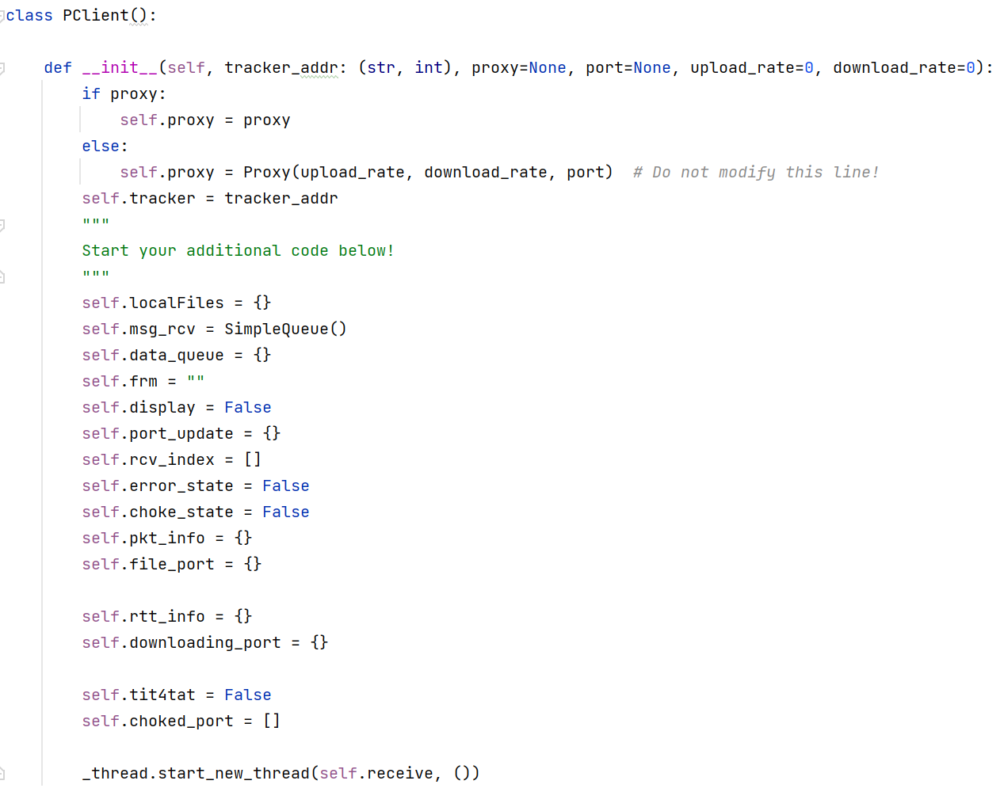 class PClient():
    def __init__(self, tracker_addr: (str, int), proxy=None, port=None, upload_rate=0, download_rate=0):
        if proxy:
            self.proxy = proxy
        else:
            self.proxy = Proxy(upload_rate, download_rate, port)  # Do not modify this line!
        self.tracker = tracker_addr
        """
        Start your additional code below!
        """
        self.localFiles = {}
        self.msg_rcv = SimpleQueue()
        self.data_queue = {}
        self.frm = ""
        self.display = False
        self.port_update = {}
        self.rcv_index = []
        self.error_state = False
        self.choke_state = False
        self.pkt_info = {}
        self.file_port = {}
        self.rtt_info = {}
        self.downloading_port = {}
        self.tit4tat = False
        self.choked_port = []
        _thread.start_new_thread(self.receive, ())